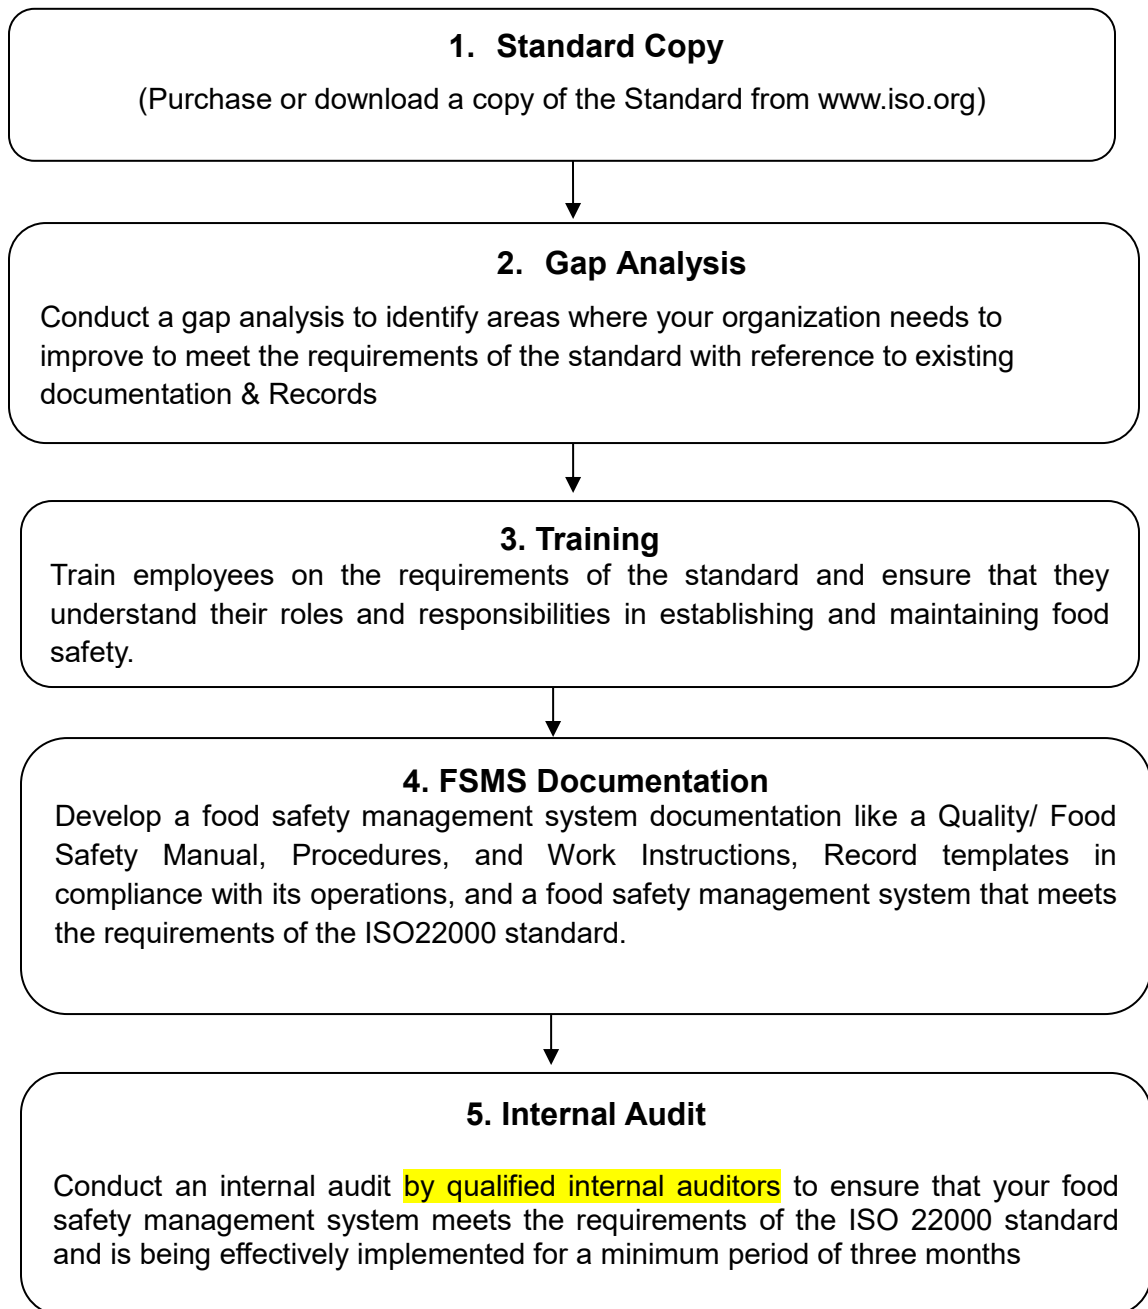 1. Standard Copy
(Purchase or download a copy of the Standard from www.iso.org)
2. Gap Analysis
Conduct a gap analysis to identify areas where your organization needs to
improve to meet the requirements of the standard with reference to existing
documentation & Records
3. Training
Train employees on the requirements of the standard and ensure that they
understand their roles and responsibilities in establishing and maintaining food
safety.
4. FSMS Documentation
Develop a food safety management system documentation like a Quality/ Food
Safety Manual, Procedures, and Work Instructions, Record templates in
compliance with its operations, and a food safety management system that meets
the requirements of the ISO22000 standard.
5. Internal Audit
Conduct an internal audit by qualified internal auditors to ensure that your food
safety management system meets the requirements of the ISO 22000 standard
and is being effectively implemented for a minimum period of three months